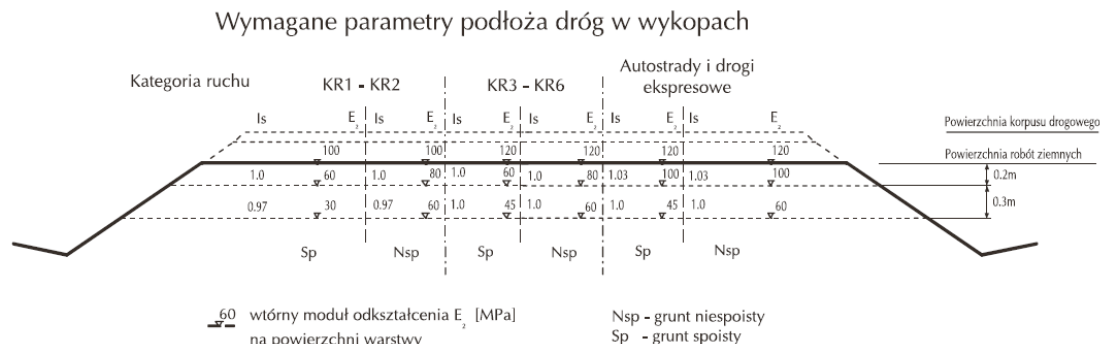 Wymagane parametry podłoża dróg w wykopach
Kategoria ruchu KR1 - KR2 KR3 - KR6 Autostrady i drogi
ekspresowe
Is E₂ Is E₂ Is E₂ Is E₂ Is E₂ Is E₂
Powierzchnia korpusu drogowego
100 100 120 120 120 120
Powierzchnia robót ziemnych
1.0 60 1.0 80 1.0 60 1.0 80 1.03 100 1.03 100 0.2m
0.97 30 0.97 60 1.0 45 1.0 60 1.0 45 1.0 60 0.3m
Sp Nsp Sp Nsp Sp Nsp
60 wtórny moduł odkształcenia E₂ [MPa]
na powierzchni warstwy
Nsp - grunt niespoisty
Sp - grunt spoisty